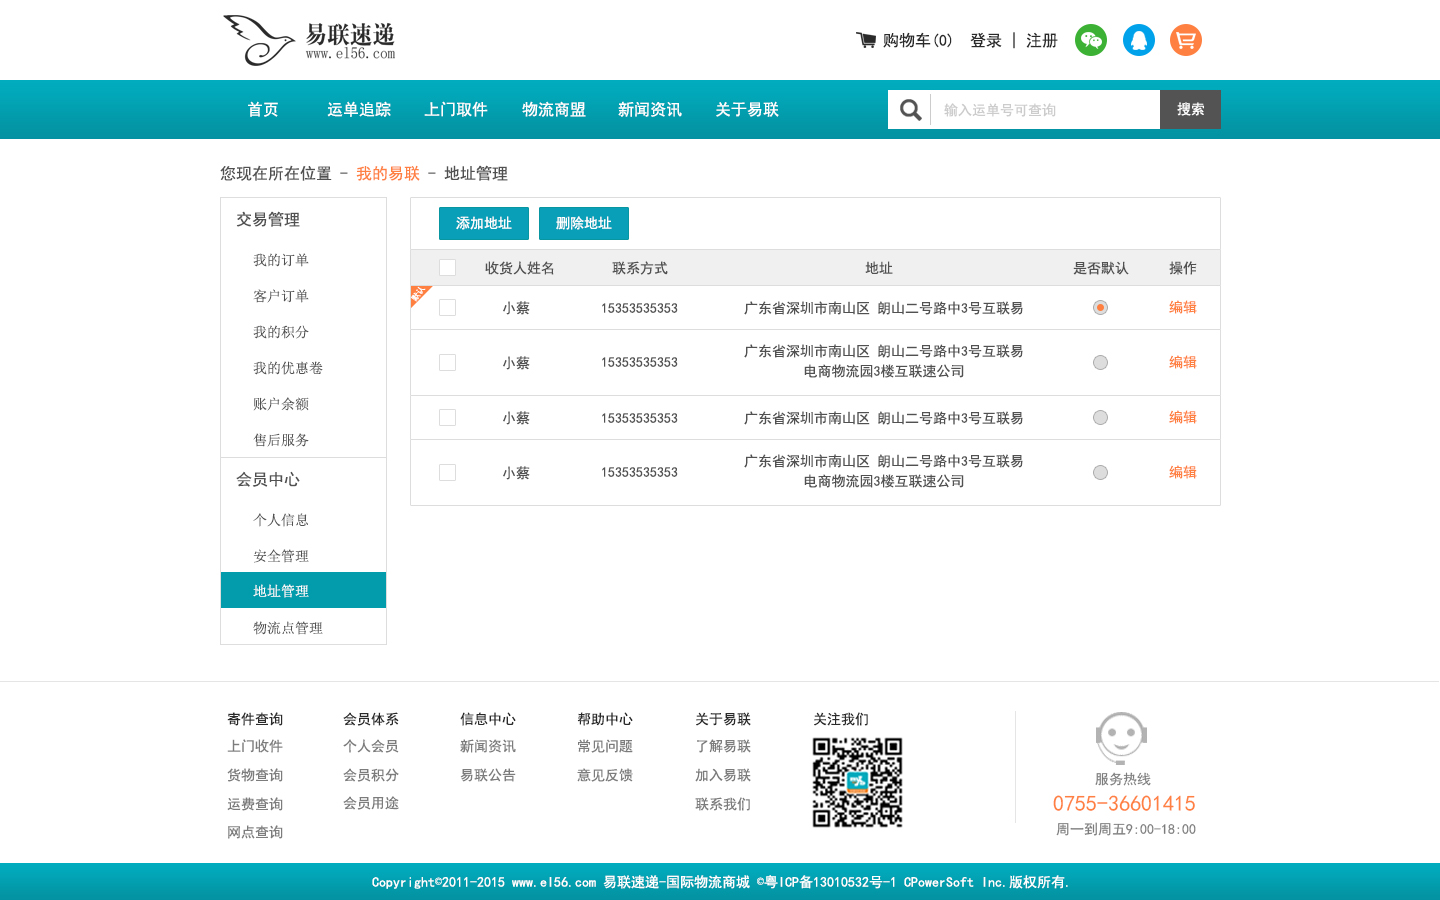 易联速递
www.el56.com
购物车(0) 登录 | 注册
首页 运单追踪 上门取件 物流商盟 新闻资讯 关于易联
输入运单号可查询 搜索
您现在所在位置 - 我的易联 - 地址管理
交易管理
我的订单
客户订单
我的积分
我的优惠卷
账户余额
售后服务
会员中心
个人信息
安全管理
地址管理
物流点管理
添加地址 删除地址
收货人姓名 联系方式 地址 是否默认 操作
默认
小蔡 15353535353 广东省深圳市南山区 朗山二号路中3号互联易 编辑
小蔡 15353535353 广东省深圳市南山区 朗山二号路中3号互联易
电商物流园3楼互联速公司 编辑
小蔡 15353535353 广东省深圳市南山区 朗山二号路中3号互联易 编辑
小蔡 15353535353 广东省深圳市南山区 朗山二号路中3号互联易
电商物流园3楼互联速公司 编辑
寄件查询
上门收件
货物查询
运费查询
网点查询
会员体系
个人会员
会员积分
会员用途
信息中心
新闻资讯
易联公告
帮助中心
常见问题
意见反馈
关于易联
了解易联
加入易联
联系我们
关注我们
服务热线
0755-36601415
周一到周五9:00-18:00
Copyright©2011-2015 www.el56.com 易联速递-国际物流商城 ©粤ICP备13010532号-1 CPowerSoft Inc.版权所有.